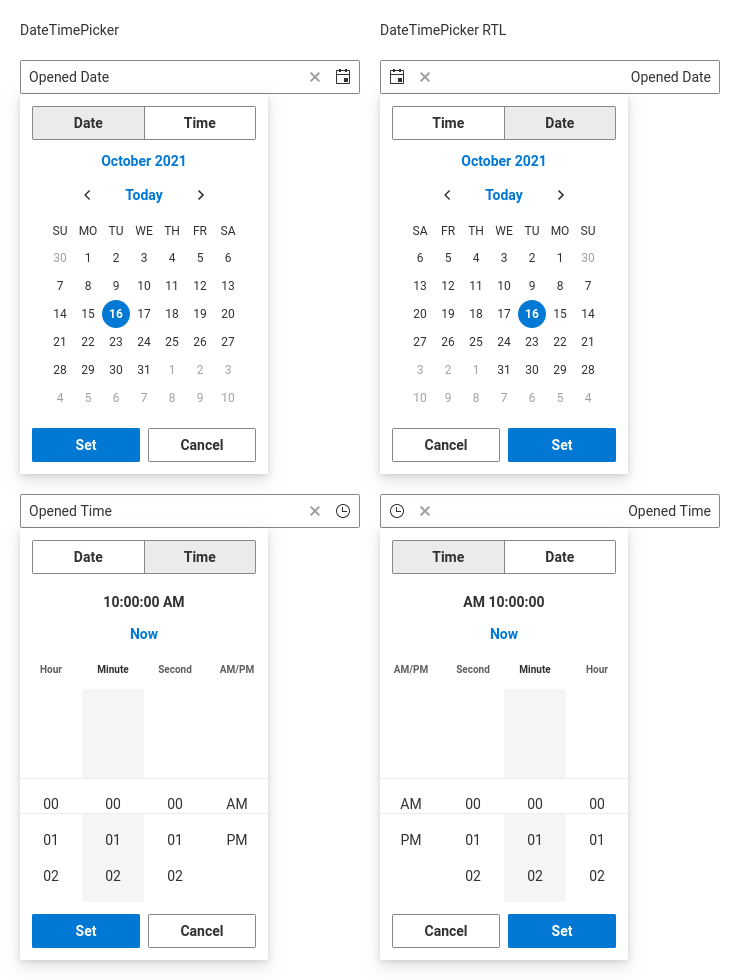 DateTimePicker
Opened Date
Date Time
October 2021
Today
SU MO TU WE TH FR SA
30 1 2 3 4 5 6
7 8 9 10 11 12 13
14 15 16 17 18 19 20
21 22 23 24 25 26 27
28 29 30 31 1 2 3
4 5 6 7 8 9 10
Set Cancel
Opened Time
Date Time
10:00:00 AM
Now
Hour Minute Second AM/PM
00 00 00 AM
01 01 01 PM
02 02 02
Set Cancel
DateTimePicker RTL
Opened Date
Time Date
October 2021
Today
SA FR TH WE TU MO SU
6 5 4 3 2 1 30
13 12 11 10 9 8 7
20 19 18 17 16 15 14
27 26 25 24 23 22 21
3 2 1 31 30 29 28
10 9 8 7 6 5 4
Cancel Set
Opened Time
Time Date
AM 10:00:00
Now
AM/PM Second Minute Hour
AM 00 00 00
PM 01 01 01
02 02 02
Cancel Set